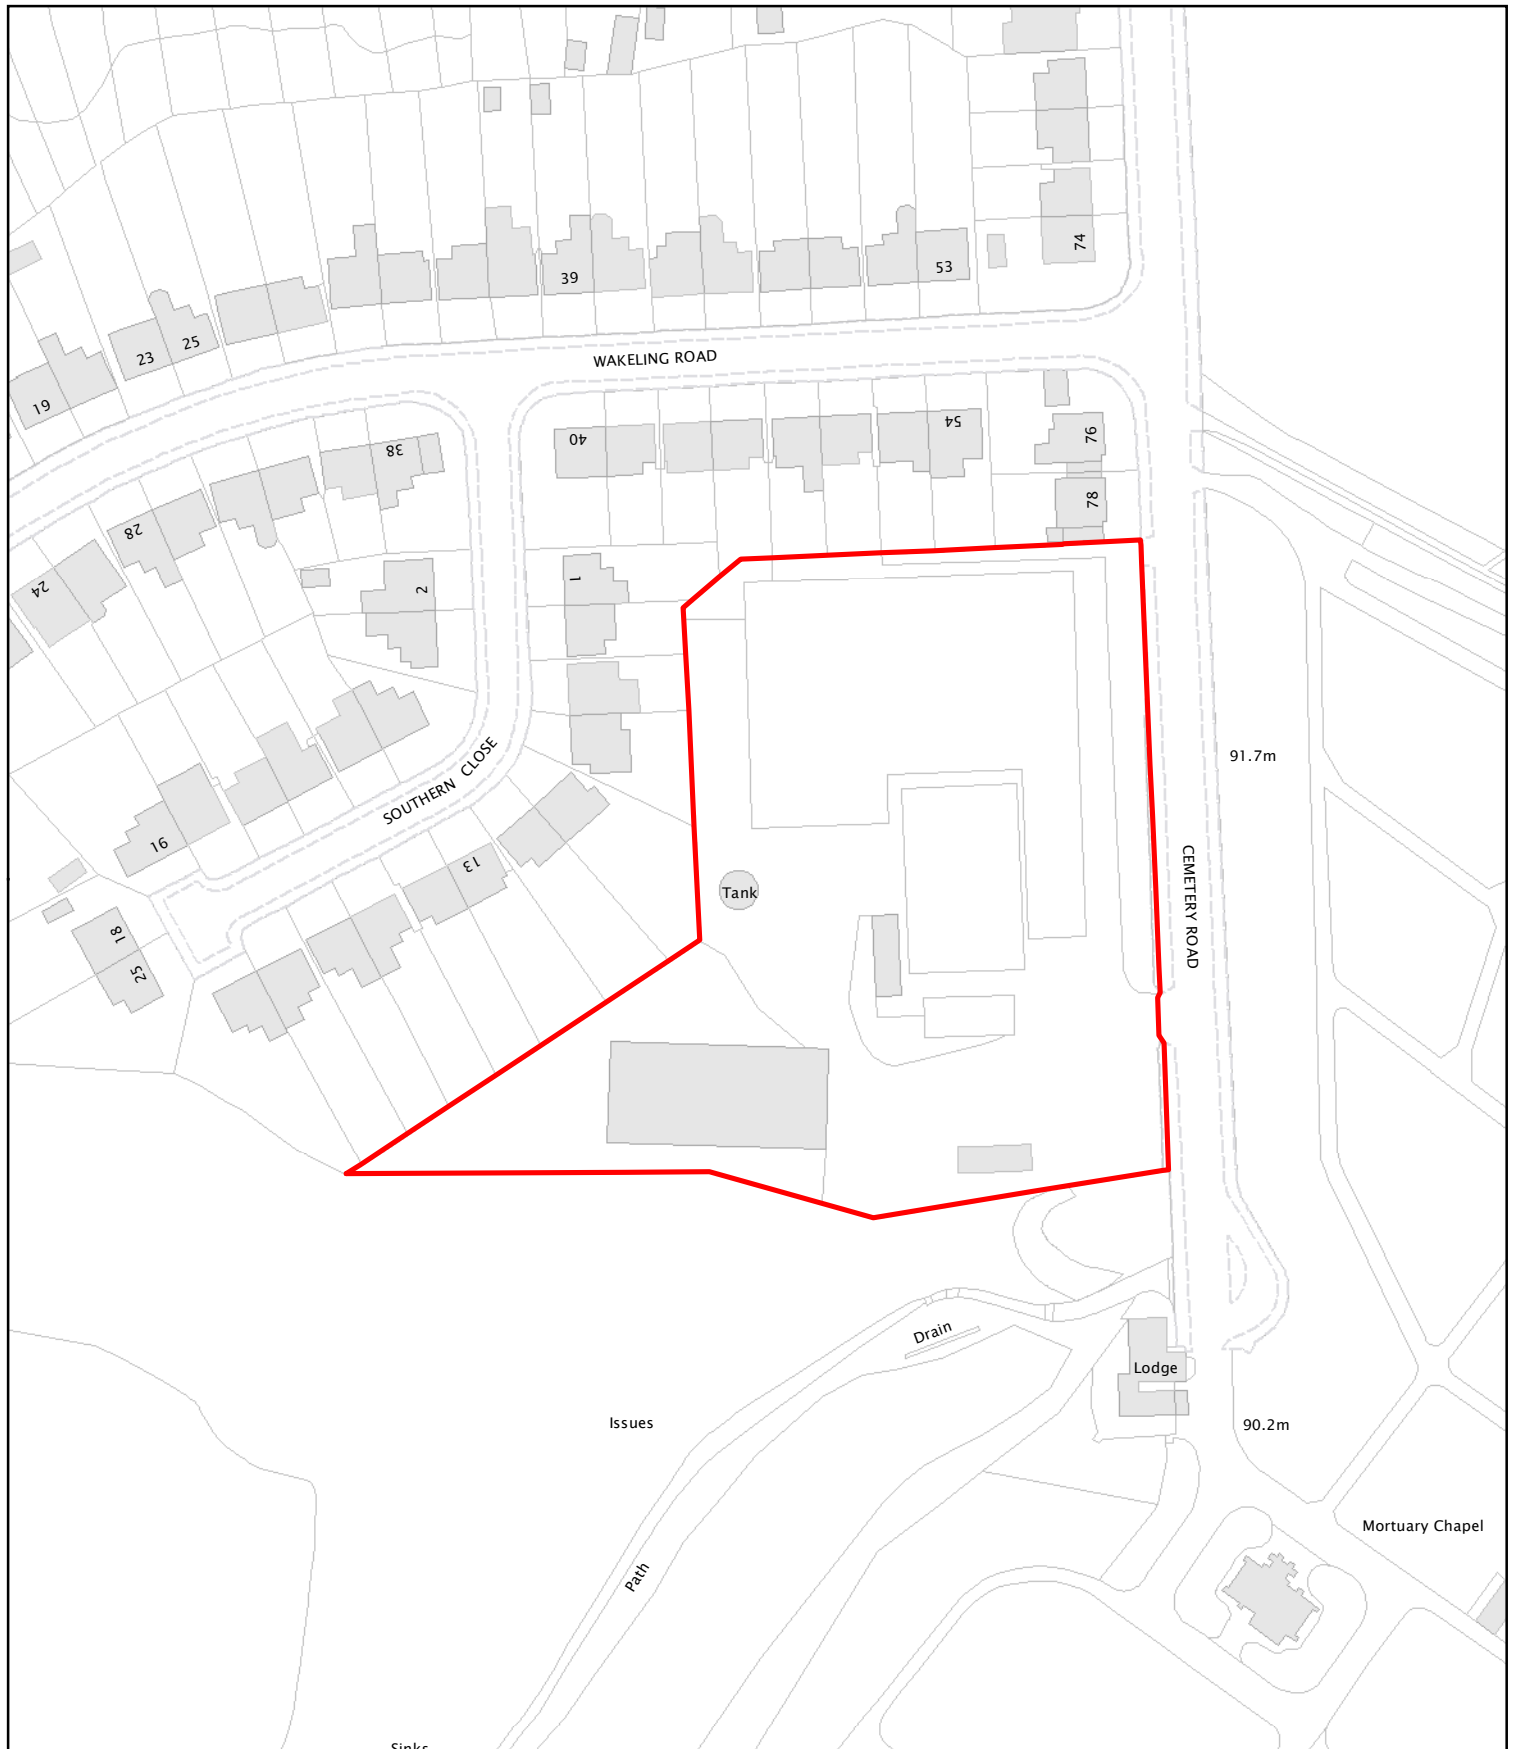 74
53
39
WAKELING ROAD
25
23
19
40
54
76
38
78
28
24
2
1
91.7m
SOUTHERN CLOSE
16
13
CEMETERY ROAD
Tank
18
25
Drain
Lodge
Issues
90.2m
Mortuary Chapel
Path
Sinks